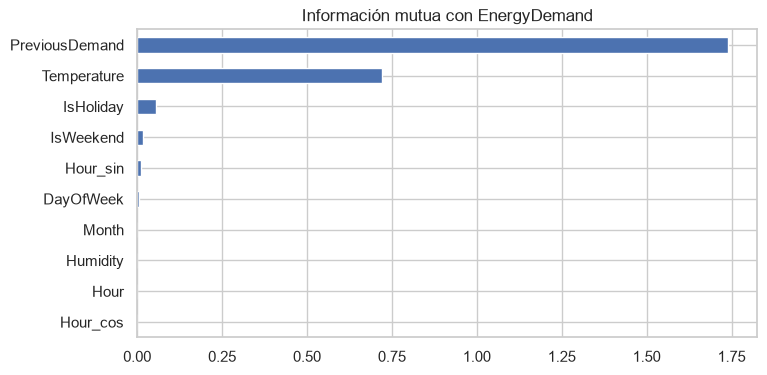 Información mutua con EnergyDemand
PreviousDemand
Temperature
IsHoliday
IsWeekend
Hour_sin
DayOfWeek
Month
Humidity
Hour
Hour_cos
0.00 0.25 0.50 0.75 1.00 1.25 1.50 1.75